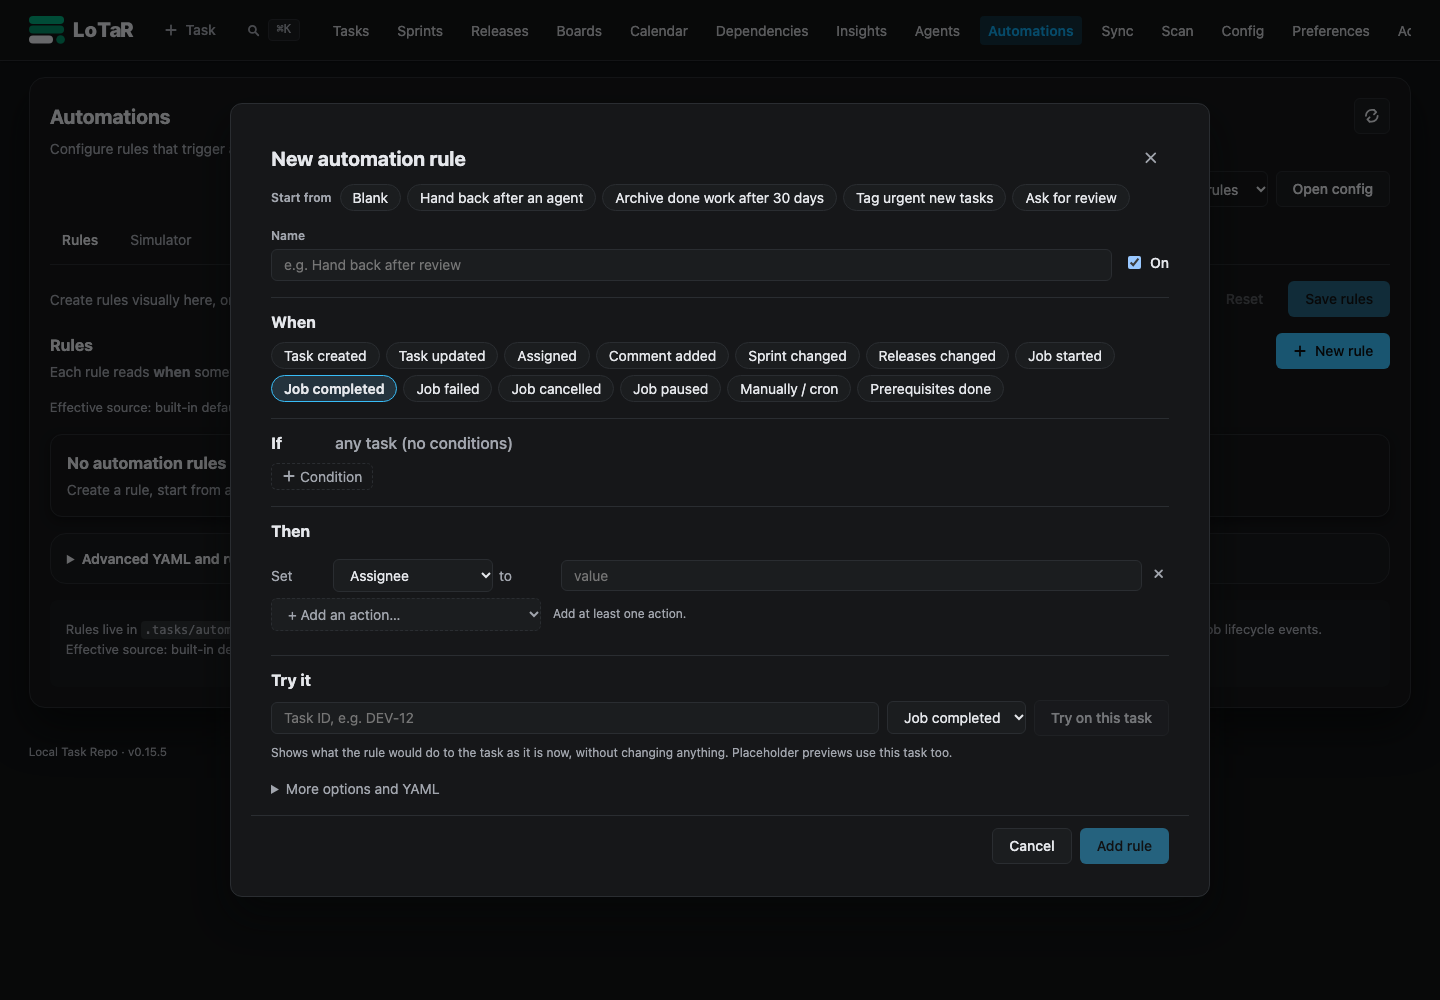 LoTaR
Task
⌘K
Tasks Sprints Releases Boards Calendar Dependencies Insights Agents Automations Sync Scan Config Preferences
Automations
Configure rules that trigger
rules
Open config
Rules Simulator
Create rules visually here,
Reset
Save rules
Rules
New rule
Each rule reads when some
Effective source: built-in
No automation rules
Create a rule, start from
Advanced YAML and
Rules live in .tasks/autom
lifecycle events.
Effective source: built-in
Local Task Repo · v0.15.5
New automation rule
Start from Blank Hand back after an agent Archive done work after 30 days Tag urgent new tasks Ask for review
Name
e.g. Hand back after review
On
When
Task created Task updated Assigned Comment added Sprint changed Releases changed Job started
Job completed Job failed Job cancelled Job paused Manually / cron Prerequisites done
If any task (no conditions)
+ Condition
Then
Set Assignee to value
+ Add an action... Add at least one action.
Try it
Task ID, e.g. DEV-12 Job completed Try on this task
Shows what the rule would do to the task as it is now, without changing anything. Placeholder previews use this task too.
More options and YAML
Cancel Add rule